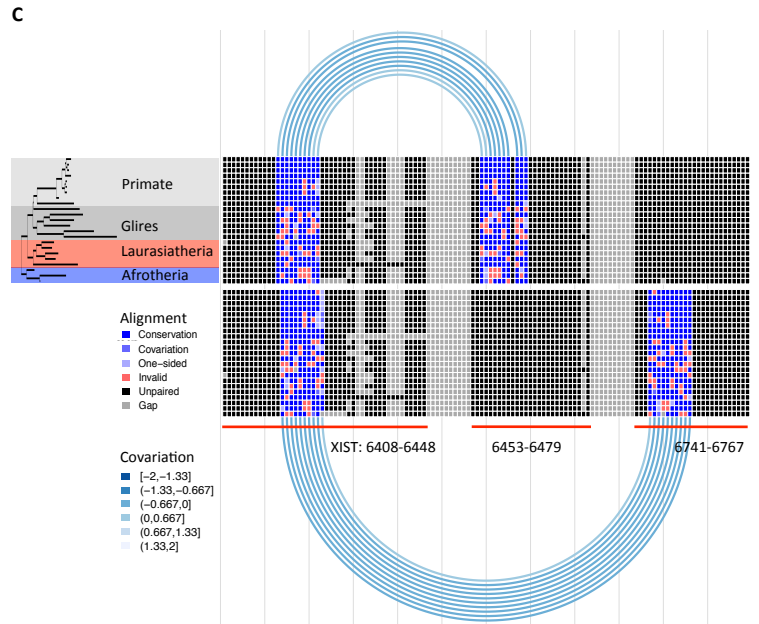 C
Primate
Glires
Laurasiatheria
Afrotheria
Alignment
Conservation
Covariation
One-sided
Invalid
Unpaired
Gap
XIST: 6408-6448
6453-6479
6741-6767
Covariation
[-2,-1.33]
(-1.33,-0.667]
(-0.667,0]
(0,0.667]
(0.667,1.33]
(1.33,2]